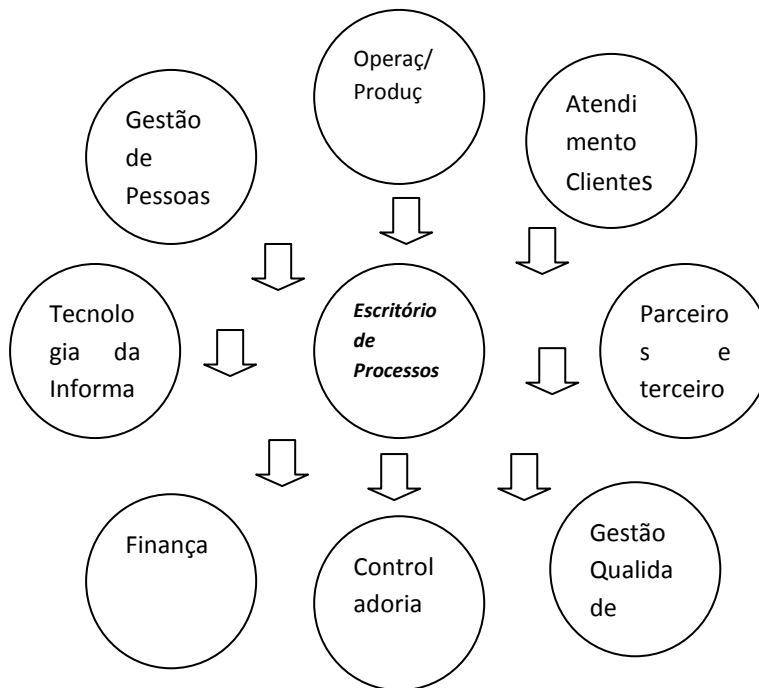 Operaç/
Produç
Gestão
de
Pessoas
Atendi
mento
Clientes
Tecnolo
gia da
Informa
Escritório
de
Processos
Parceiro
s e
terceiro
Finança
Control
adoria
Gestão
Qualida
de